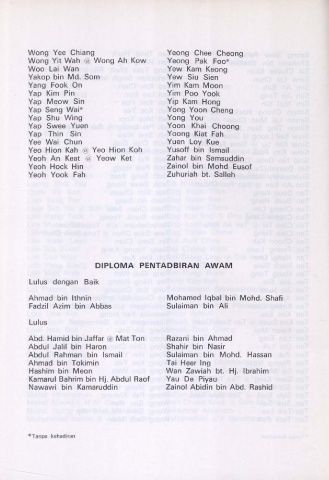 Wong Yee Chiang
Wong Yit Wah @ Wong Ah Kow
Woo Lai Wan
Yakop bin Md. Som
Yang Fook On
Yap Kim Pin
Yap Meow Sin
Yap Seng Wai*
Yap Shu Wing
Yap Swee Yuen
Yap Thin Sin
Yee Wai Chun
Yeo Hion Kah @ Yeo Hion Koh
Yeoh An Keat @ Yeow Ket
Yeoh Hock Hin
Yeoh Yook Fah
Yeong Chee Cheong
Yeong Pak Foo*
Yew Kam Keong
Yew Siu Sien
Yim Kam Moon
Yim Poo Yook
Yip Kam Hong
Yong Yoon Cheng
Yong You
Yoon Khai Choong
Yoong Kiat Fah
Yuen Loy Kue
Yusoff bin Ismail
Zahar bin Samsuddin
Zainol bin Mohd Eusof
Zuhuriah bt. Salleh
DIPLOMA PENTADBIRAN AWAM
Lulus dengan Baik
Ahmad bin Ithnin
Fadzil Azim bin Abbas
Mohamed Iqbal bin Mohd. Shafi
Sulaiman bin Ali
Lulus
Abd. Hamid bin Jaffar @ Mat Ton
Abdul Jalil bin Haron
Abdul Rahman bin Ismail
Ahmad bin Tokimin
Hashim bin Meon
Kamarul Bahrim bin Hj. Abdul Raof
Nawawi bin Kamaruddin
Razani bin Ahmad
Shahir bin Nasir
Sulaiman bin Mohd. Hassan
Tai Heer Ing
Wan Zawiah bt. Hj. Ibrahim
Yau De Piyau
Zainol Abidin bin Abd. Rashid
*Tanpa kehadiran